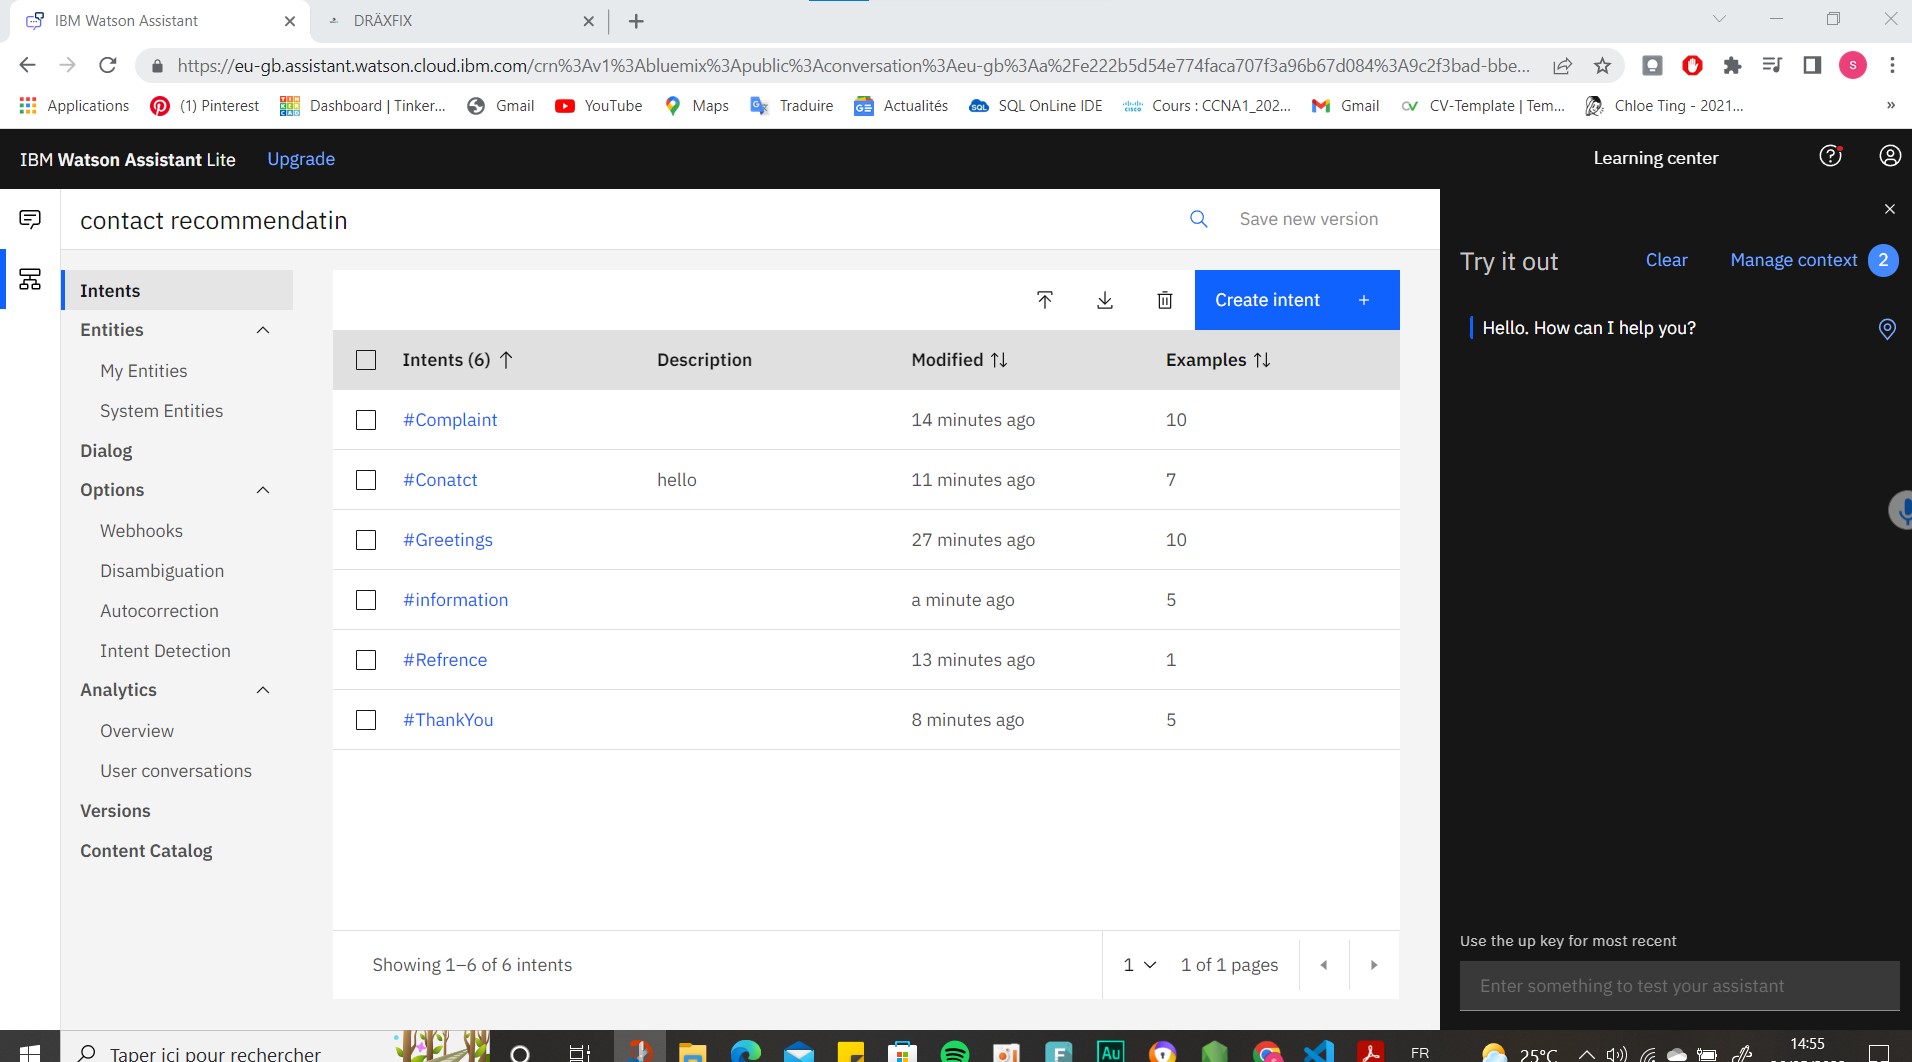 IBM Watson Assistant
DRÄXFIX
https://eu-gb.assistant.watson.cloud.ibm.com/crn%3Av1%3Abluemix%3Apublic%3Aconversation%3Aeu-gb%3Aa%2Fe222b5d54e774faca707f3a96b67d084%3A9c2f3bad-bbe...
S
Applications
(1) Pinterest
Dashboard | Tinker...
Gmail
YouTube
Maps
Traduire
Actualités
SQL OnLine IDE
Cours : CCNA1_202...
Gmail
CV-Template | Tem...
Chloe Ting - 2021...
»
IBM Watson Assistant Lite
Upgrade
Learning center
contact recommendatin
Save new version
Intents
Entities
My Entities
System Entities
Dialog
Options
Webhooks
Disambiguation
Autocorrection
Intent Detection
Analytics
Overview
User conversations
Versions
Content Catalog
Create intent +
Intents (6) Description Modified Examples
#Complaint 14 minutes ago 10
#Conatct hello 11 minutes ago 7
#Greetings 27 minutes ago 10
#information a minute ago 5
#Refrence 13 minutes ago 1
#ThankYou 8 minutes ago 5
Showing 1–6 of 6 intents
1
1 of 1 pages
Try it out
Clear
Manage context 2
Hello. How can I help you?
Use the up key for most recent
Enter something to test your assistant
Taper ici pour rechercher
F
Au
FR
25°C
14:55